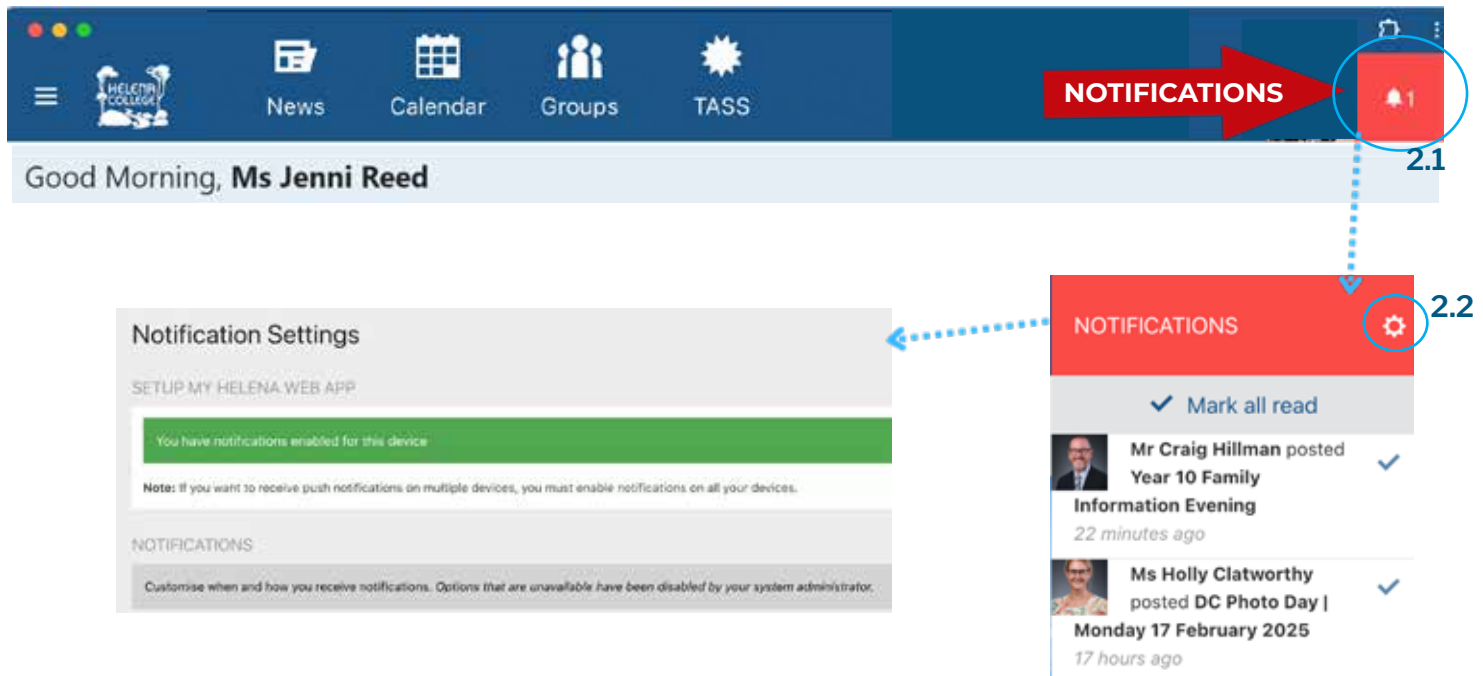 HELENA
COLLEGE
News
Calendar
Groups
TASS
NOTIFICATIONS
1
2.1
Good Morning, Ms Jenni Reed
Notification Settings
SETUP MY HELENA WEB APP
You have notifications enabled for this device
Note: If you want to receive push notifications on multiple devices, you must enable notifications on all your devices.
NOTIFICATIONS
Customise when and how you receive notifications. Options that are unavailable have been disabled by your system administrator.
NOTIFICATIONS
2.2
Mark all read
Mr Craig Hillman posted
Year 10 Family
Information Evening
22 minutes ago
Ms Holly Clatworthy
posted DC Photo Day |
Monday 17 February 2025
17 hours ago